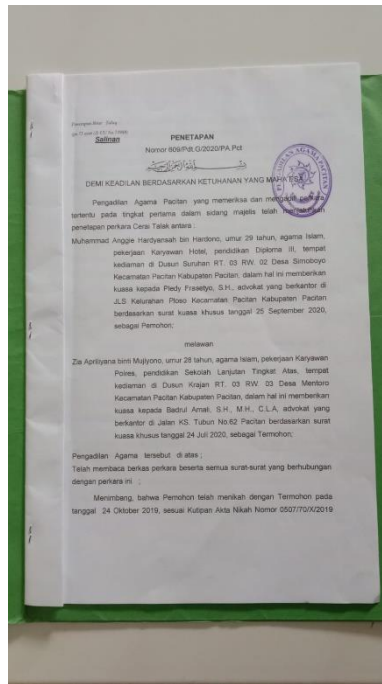 Salinan
PENETAPAN
Nomor 809/Pdt.G/2020/PA.Pct
DEMI KEADILAN BERDASARKAN KETUHANAN YANG MAHA ESA
Pengadilan Agama Pacitan yang memeriksa dan mengadili perkara
tertentu pada tingkat pertama dalam sidang majelis telah menjatuhkan
penetapan perkara Cerai Talak antara :
Muhammad Anggie Hardyansah bin Hardono, umur 29 tahun, agama Islam,
pekerjaan Karyawan Hotel, pendidikan Diploma III, tempat
kediaman di Dusun Suruhan RT. 03 RW. 02 Desa Sirnoboyo
Kecamatan Pacitan Kabupaten Pacitan, dalam hal ini memberikan
kuasa kepada Piedy Prasetyo, S.H., advokat yang berkantor di
JLS Kelurahan Ploso Kecamatan Pacitan Kabupaten Pacitan
berdasarkan surat kuasa khusus tanggal 25 September 2020,
sebagai Pemohon;
melawan
Zia Apriliyana binti Mujiyono, umur 28 tahun, agama Islam, pekerjaan Karyawan
Polres, pendidikan Sekolah Lanjutan Tingkat Atas, tempat
kediaman di Dusun Krajan RT. 03 RW. 03 Desa Mentoro
Kecamatan Pacitan Kabupaten Pacitan, dalam hal ini memberikan
kuasa kepada Badrul Amali, S.H., M.H., C.L.A, advokat yang
berkantor di Jalan KS. Tubun No.62 Pacitan berdasarkan surat
kuasa khusus tanggal 24 Juli 2020, sebagai Termohon;
Pengadilan Agama tersebut di atas ;
Telah membaca berkas perkara beserta semua surat-surat yang berhubungan
dengan perkara ini ;
Menimbang, bahwa Pemohon telah menikah dengan Termohon pada
tanggal 24 Oktober 2019, sesuai Kutipan Akta Nikah Nomor 0507/70/X/2019
PENGADILAN AGAMA PACITAN